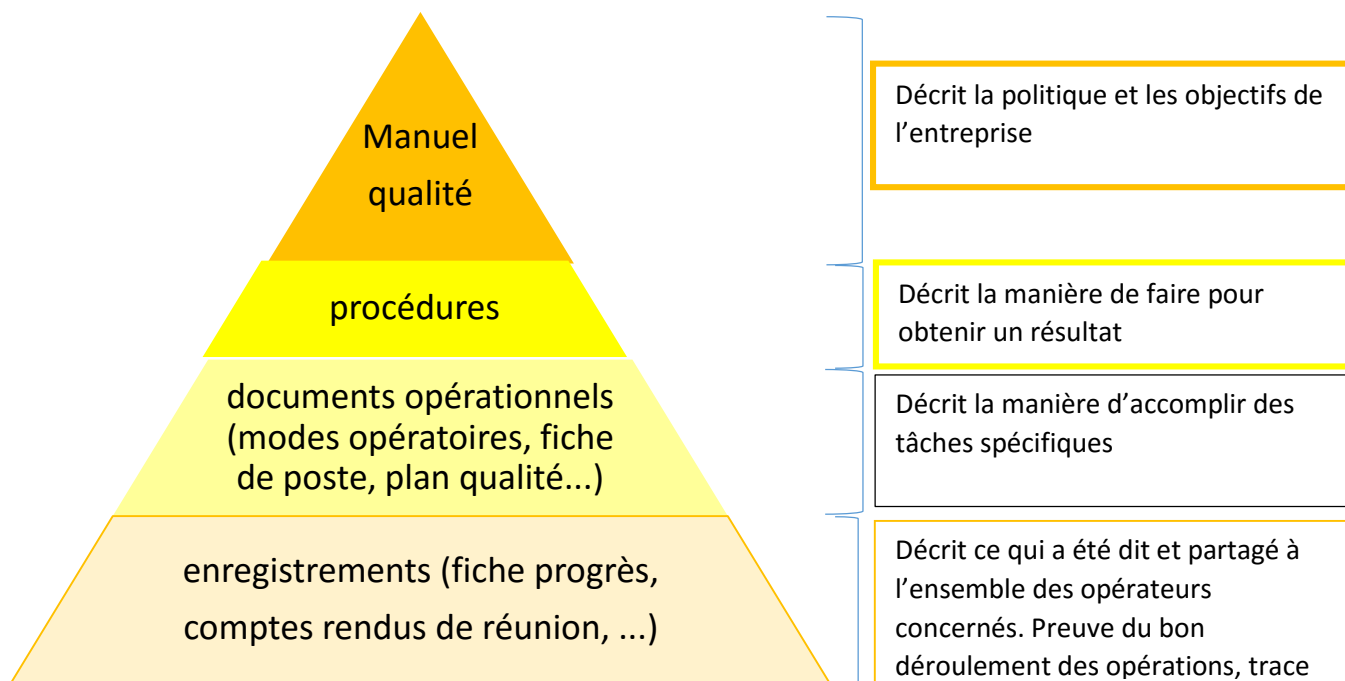 Manuel
qualité
Décrit la politique et les objectifs de
l’entreprise
procédures
Décrit la manière de faire pour
obtenir un résultat
documents opérationnels
(modes opératoires, fiche
de poste, plan qualité...)
Décrit la manière d’accomplir des
tâches spécifiques
enregistrements (fiche progrès,
comptes rendus de réunion, ...)
Décrit ce qui a été dit et partagé à
l’ensemble des opérateurs
concernés. Preuve du bon
déroulement des opérations, trace